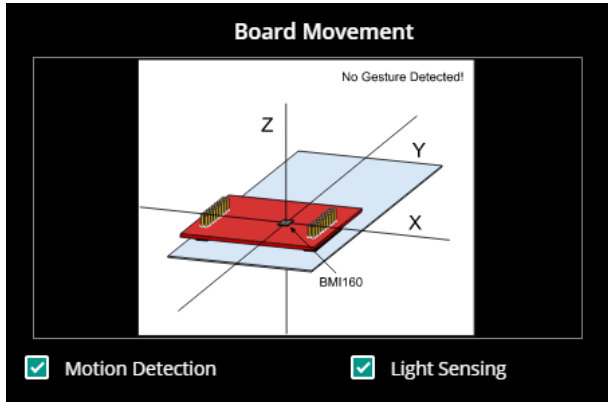 Board Movement
No Gesture Detected!
Z
Y
X
BMI160
Motion Detection
Light Sensing